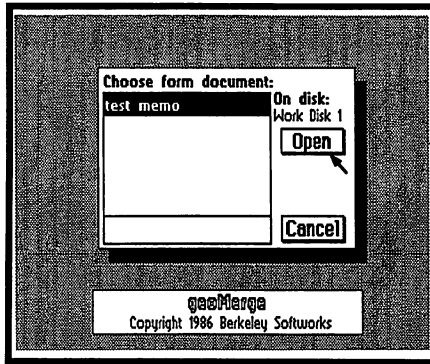 Choose form document:
test memo
On disk:
Work Disk 1
Open
Cancel
geoMerge
Copyright 1986 Berkeley Softworks